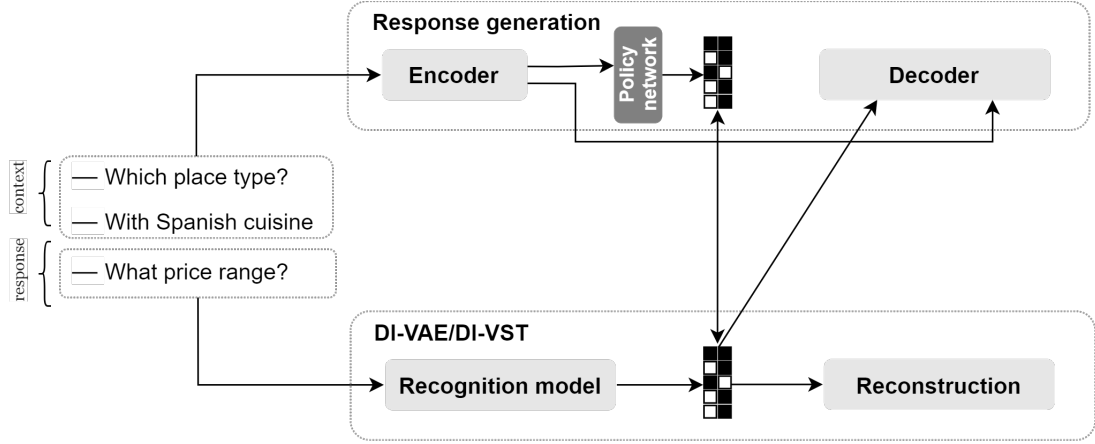 Response generation
Encoder
Policy
network
Decoder
context
— Which place type?
— With Spanish cuisine
response
— What price range?
DI-VAE/DI-VST
Recognition model
Reconstruction